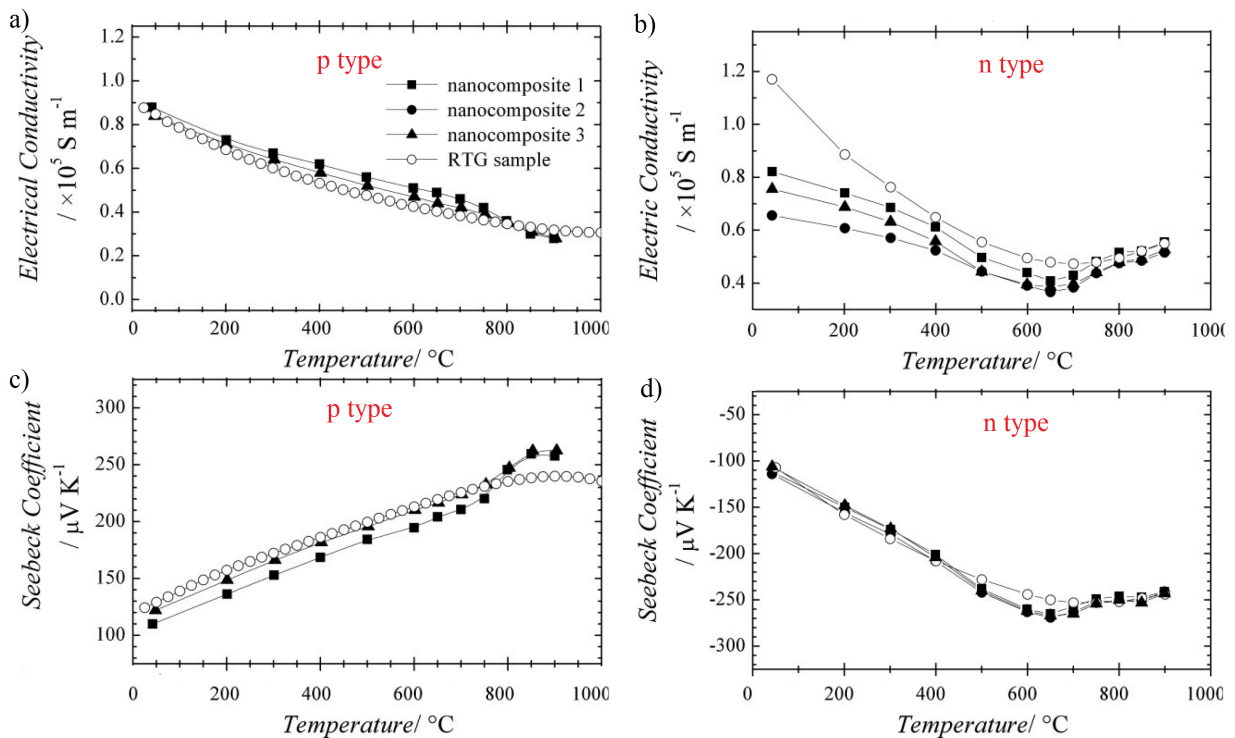 a)
p type
1.2
1.0
0.8
0.6
0.4
0.2
0.0
Electrical Conductivity
/ ×10⁵ S m⁻¹
nanocomposite 1
nanocomposite 2
nanocomposite 3
RTG sample
200
400
600
800
1000
Temperature/ °C
b)
n type
1.2
1.0
0.8
0.6
0.4
Electric Conductivity
/ ×10⁵ S m⁻¹
0
200
400
600
800
1000
Temperature/ °C
c)
p type
300
250
200
150
100
Seebeck Coefficient
/ μV K⁻¹
200
400
600
800
1000
Temperature/ °C
d)
n type
-50
-100
-150
-200
-250
-300
Seebeck Coefficient
/ μV K⁻¹
0
200
400
600
800
1000
Temperature/ °C